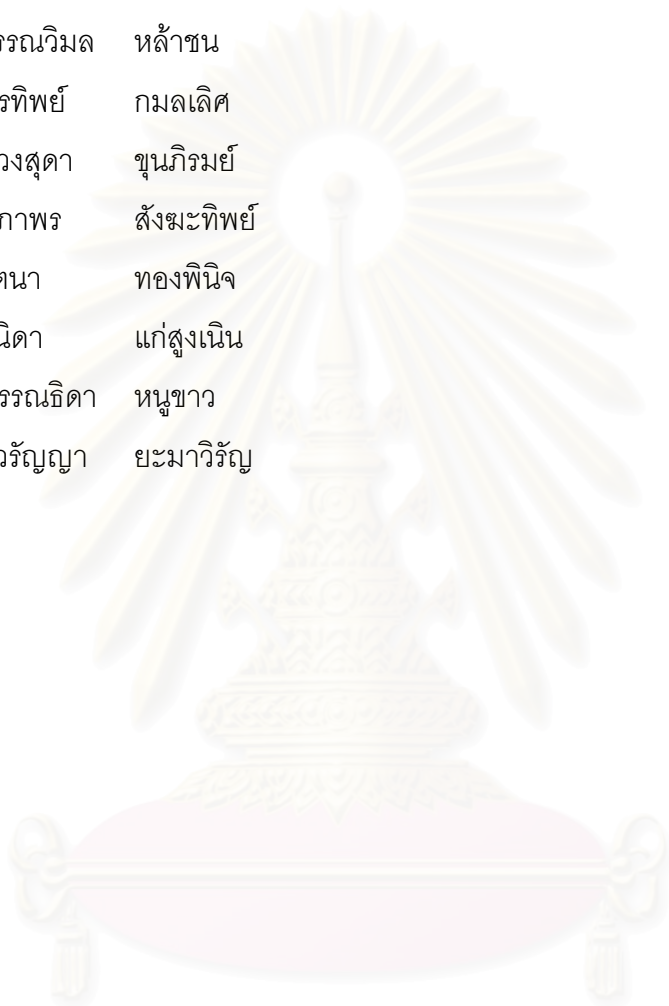 รรณวิมล หล้าชน
รทิพย์ กมลเลิศ
วงสุดา ขุนภิรมย์
ภาพร สังฆะทิพย์
ตนา ทองพินิจ
นิดา แก่สูงเนิน
รรณธิดา หนูขาว
วรัญญา ยะมาวิรัญ